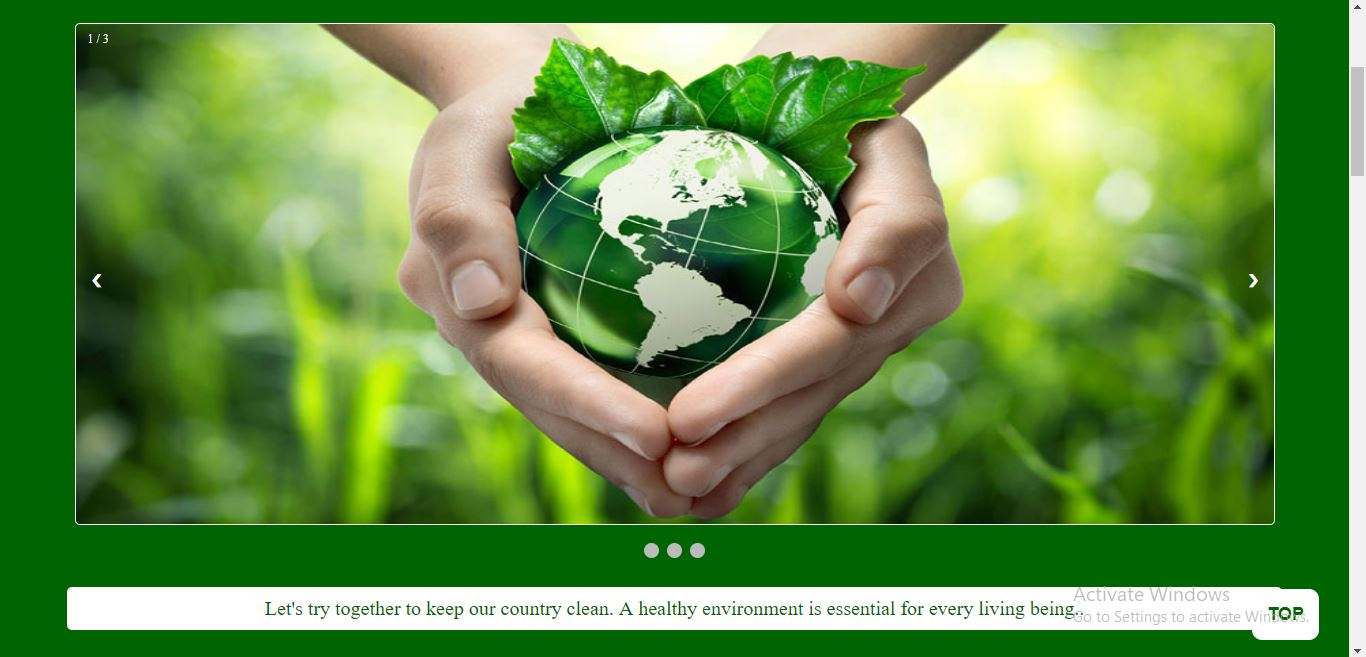 1 / 3
❮
❯
Let's try together to keep our country clean. A healthy environment is essential for every living being..
Activate Windows
Go to Settings to activate Windows.
TOP